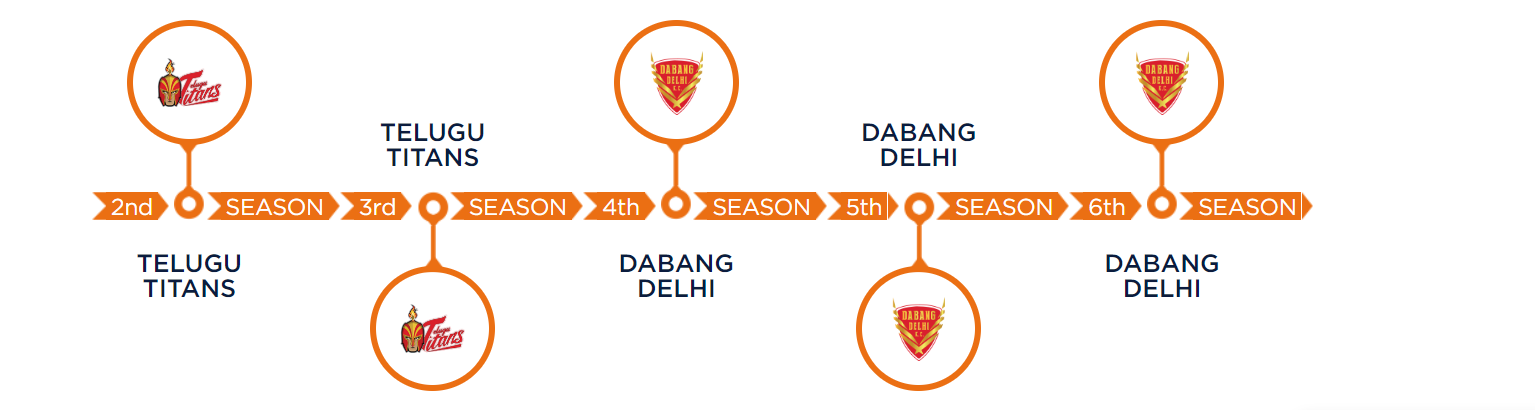 Telugu
Titans
DABANG
DELHI
K.C.
DABANG
DELHI
K.C.
TELUGU
TITANS
DABANG
DELHI
2nd SEASON 3rd SEASON 4th SEASON 5th SEASON 6th SEASON
TELUGU
TITANS
DABANG
DELHI
DABANG
DELHI
Telugu
Titans
DABANG
DELHI
K.C.